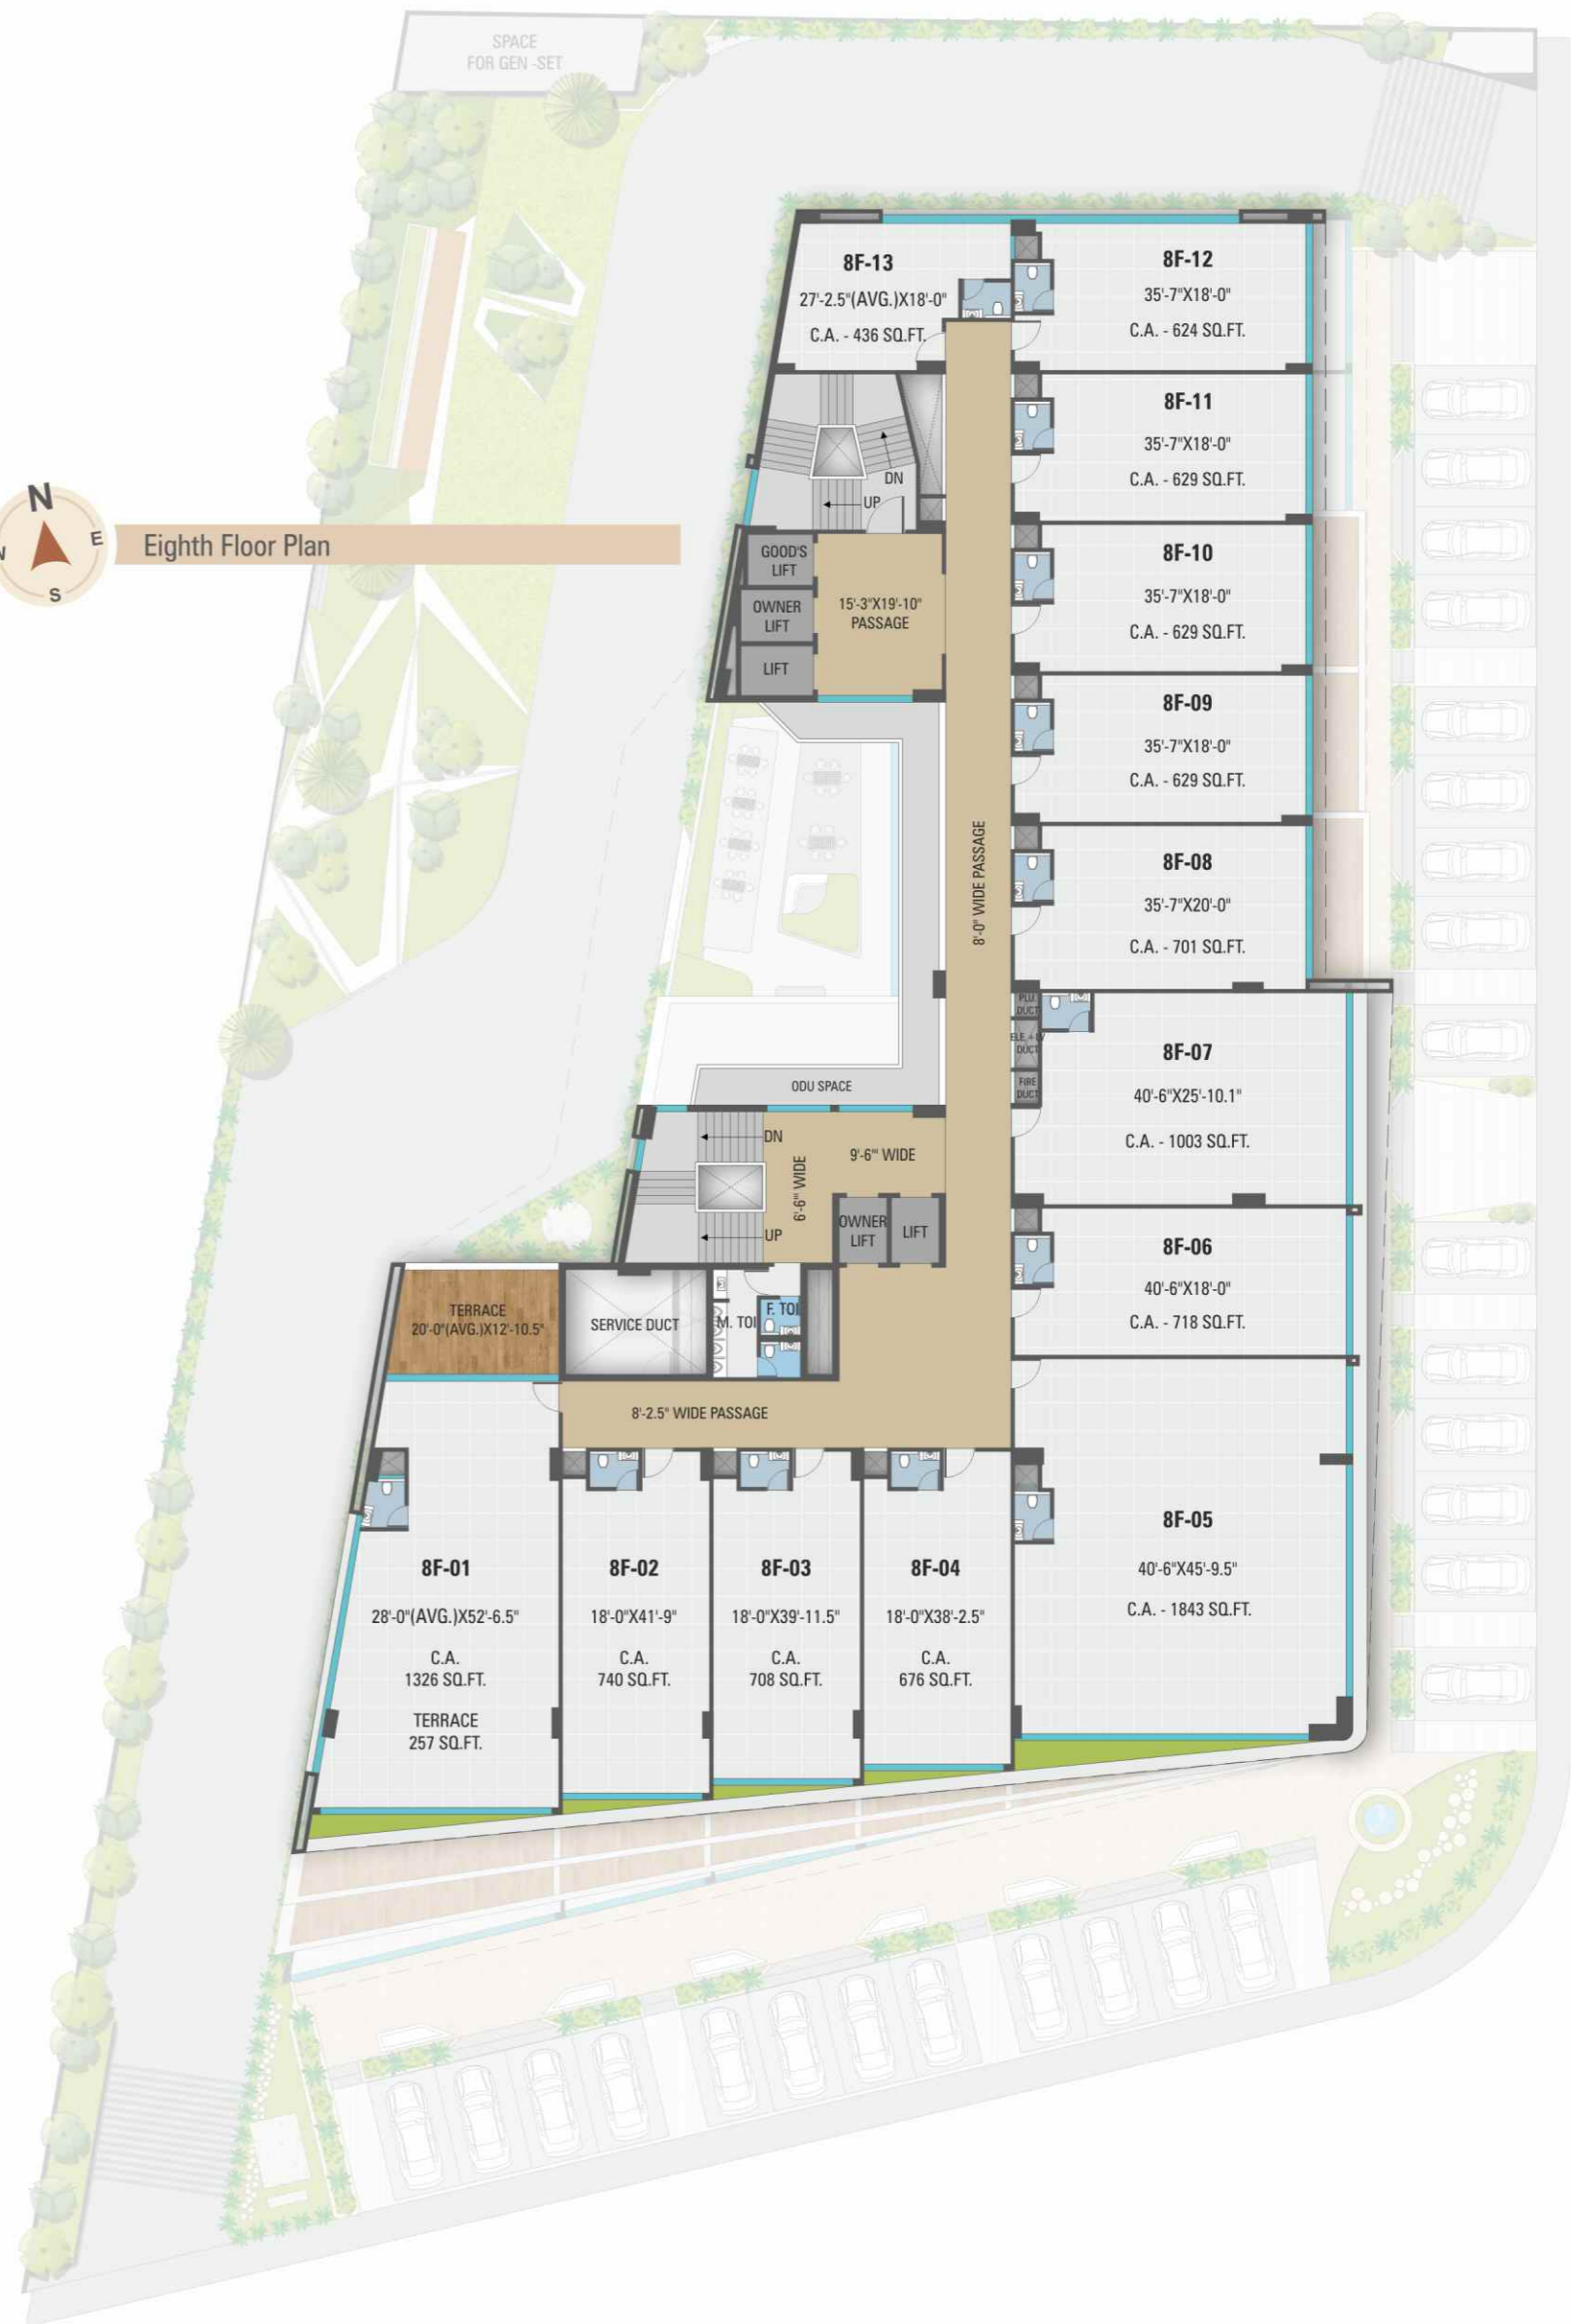 SPACE
FOR GEN -SET
N
E
S
Eighth Floor Plan
8F-13
27'-2.5"(AVG.)X18'-0"
C.A. - 436 SQ.FT.
8F-12
35'-7"X18'-0"
C.A. - 624 SQ.FT.
8F-11
35'-7"X18'-0"
C.A. - 629 SQ.FT.
DN
UP
GOOD'S
LIFT
OWNER
LIFT
LIFT
15'-3"X19'-10"
PASSAGE
8F-10
35'-7"X18'-0"
C.A. - 629 SQ.FT.
8F-09
35'-7"X18'-0"
C.A. - 629 SQ.FT.
8'-0" WIDE PASSAGE
8F-08
35'-7"X20'-0"
C.A. - 701 SQ.FT.
PLU.
DUCT
ELE.+LV
DUCT
FIRE
DUCT
8F-07
40'-6"X25'-10.1"
C.A. - 1003 SQ.FT.
ODU SPACE
DN
9'-6" WIDE
6'-6" WIDE
UP
OWNER
LIFT
LIFT
8F-06
40'-6"X18'-0"
C.A. - 718 SQ.FT.
TERRACE
20'-0"(AVG.)X12'-10.5"
SERVICE DUCT
M. TOI
F. TOI
8'-2.5" WIDE PASSAGE
8F-05
40'-6"X45'-9.5"
C.A. - 1843 SQ.FT.
8F-01
28'-0"(AVG.)X52'-6.5"
C.A.
1326 SQ.FT.
TERRACE
257 SQ.FT.
8F-02
18'-0"X41'-9"
C.A.
740 SQ.FT.
8F-03
18'-0"X39'-11.5"
C.A.
708 SQ.FT.
8F-04
18'-0"X38'-2.5"
C.A.
676 SQ.FT.